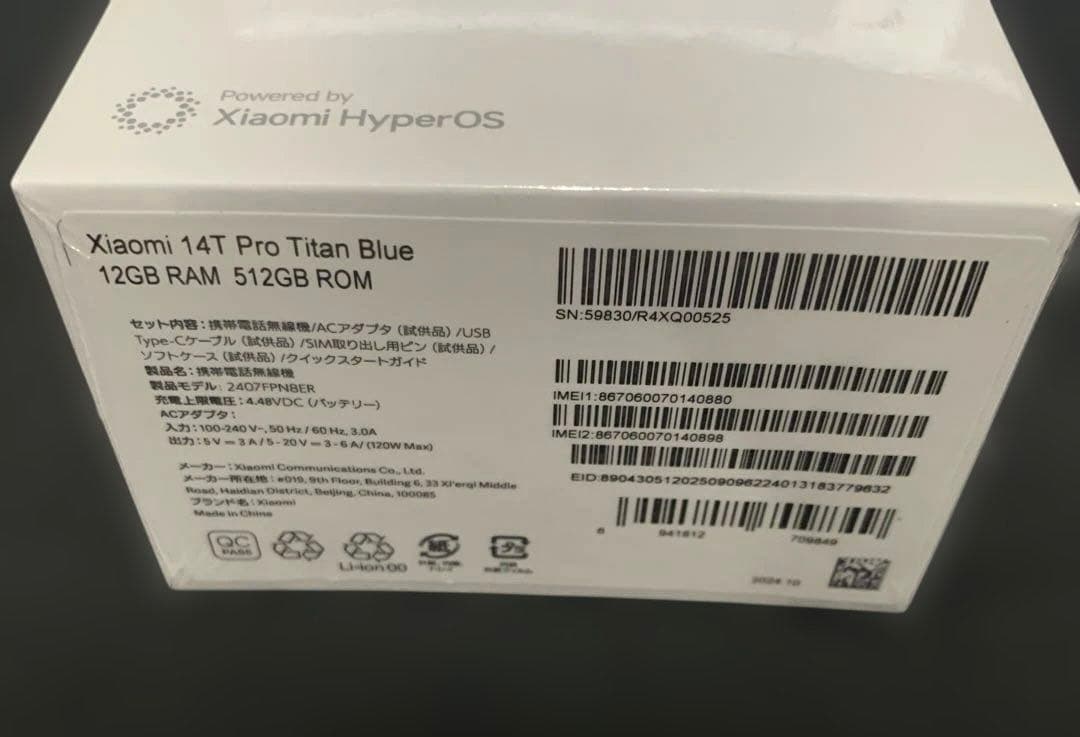 Powered by
Xiaomi HyperOS
Xiaomi 14T Pro Titan Blue
12GB RAM 512GB ROM
セット内容：携帯電話無線機/ACアダプタ（試供品）/USB
Type-Cケーブル（試供品）/SIM取り出し用ピン（試供品）/
ソフトケース（試供品）/クイックスタートガイド
製品名：携帯電話無線機
製品モデル: 2407FPN8ER
充電上限電圧：4.48VDC（バッテリー）
ACアダプタ：
入力：100-240 V~, 50 Hz / 60 Hz, 3.0A
出力：5 V = 3 A / 5 - 20 V = 3 - 6 A/ (120W Max)
メーカー：Xiaomi Communications Co., Ltd.
メーカー所在地：#019, 9th Floor, Building 6, 33 Xi'erqi Middle
Road, Haidian District, Beijing, China, 100085
ブランド名：Xiaomi
Made in China
QC
PASS
Li-ion 00
紙
プラ
SN:59830/R4XQ00525
IMEI1:867060070140880
IMEI2:867060070140898
EID:89043051202509096224013183779632
6 941812 709849
2024.10